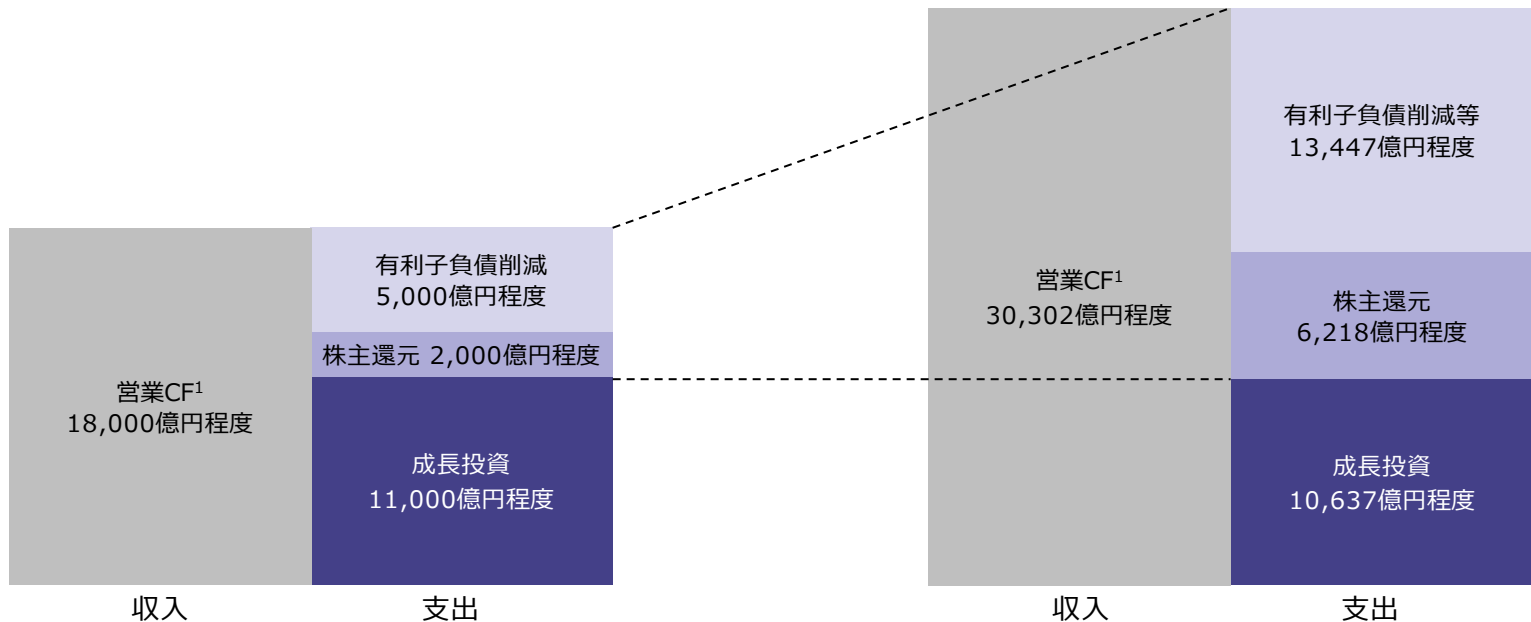 営業CF1
18,000億円程度
有利子負債削減
5,000億円程度
株主還元 2,000億円程度
成長投資
11,000億円程度
収入
支出
営業CF1
30,302億円程度
有利子負債削減等
13,447億円程度
株主還元
6,218億円程度
成長投資
10,637億円程度
収入
支出